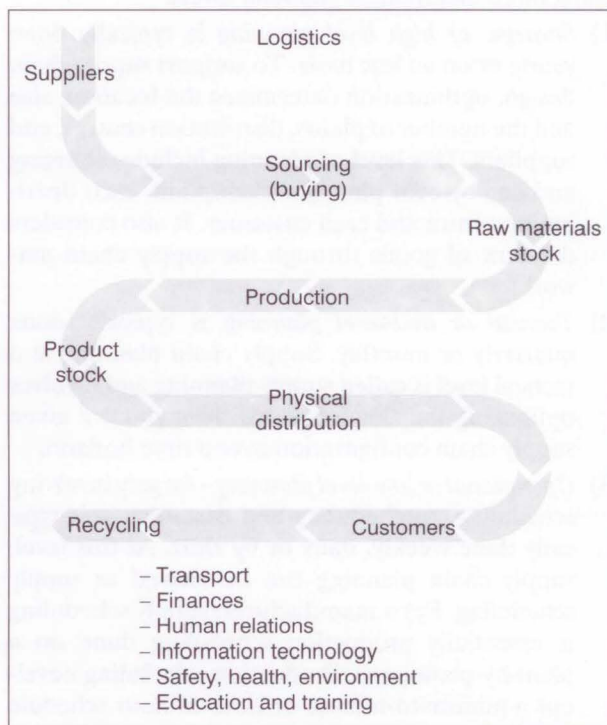 Logistics
Suppliers
Sourcing
(buying)
Raw materials
stock
Production
Product
stock
Physical
distribution
Recycling
Customers
– Transport
– Finances
– Human relations
– Information technology
– Safety, health, environment
– Education and training